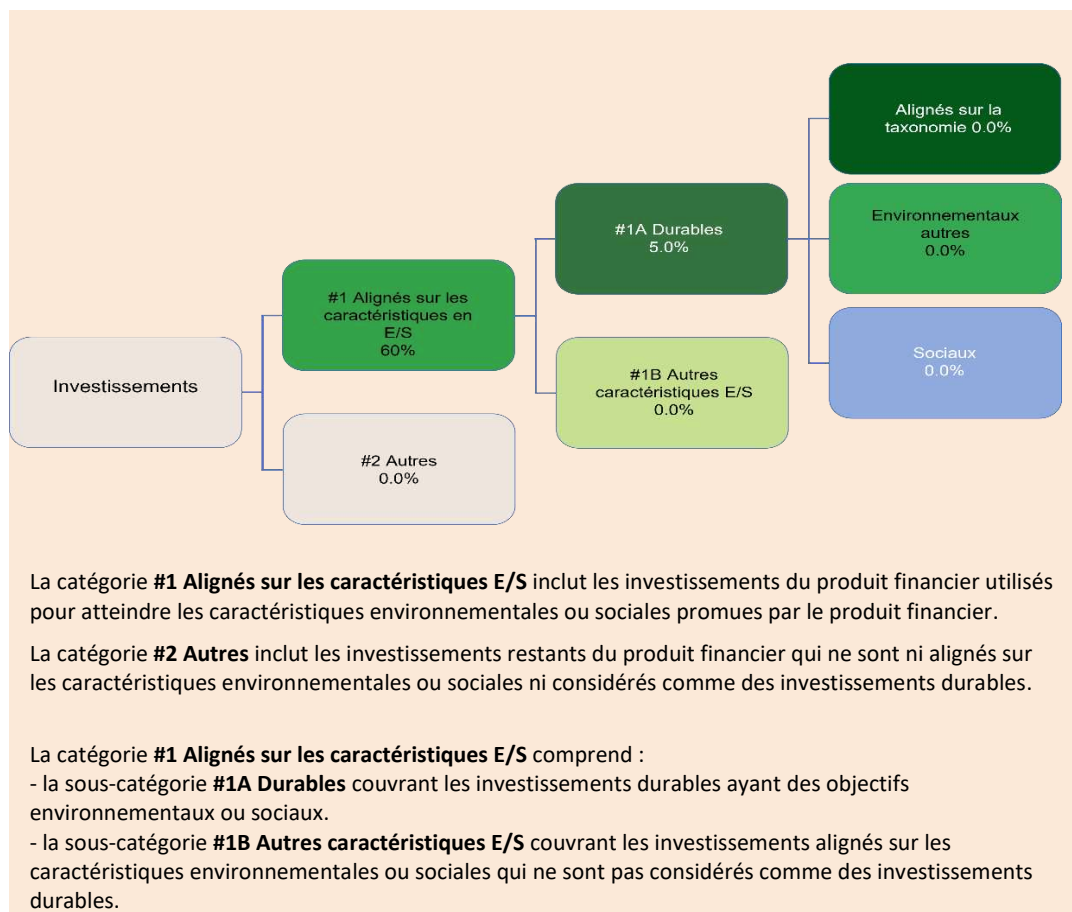 Alignés sur la
taxonomie 0.0%
#1A Durables
5.0%
Environnementaux
autres
0.0%
#1 Alignés sur les
caractéristiques en
E/S
60%
Sociaux
0.0%
Investissements
#1B Autres
caractéristiques E/S
0.0%
#2 Autres
0.0%
La catégorie #1 Alignés sur les caractéristiques E/S inclut les investissements du produit financier utilisés
pour atteindre les caractéristiques environnementales ou sociales promues par le produit financier.
La catégorie #2 Autres inclut les investissements restants du produit financier qui ne sont ni alignés sur
les caractéristiques environnementales ou sociales ni considérés comme des investissements durables.
La catégorie #1 Alignés sur les caractéristiques E/S comprend :
- la sous-catégorie #1A Durables couvrant les investissements durables ayant des objectifs
environnementaux ou sociaux.
- la sous-catégorie #1B Autres caractéristiques E/S couvrant les investissements alignés sur les
caractéristiques environnementales ou sociales qui ne sont pas considérés comme des investissements
durables.